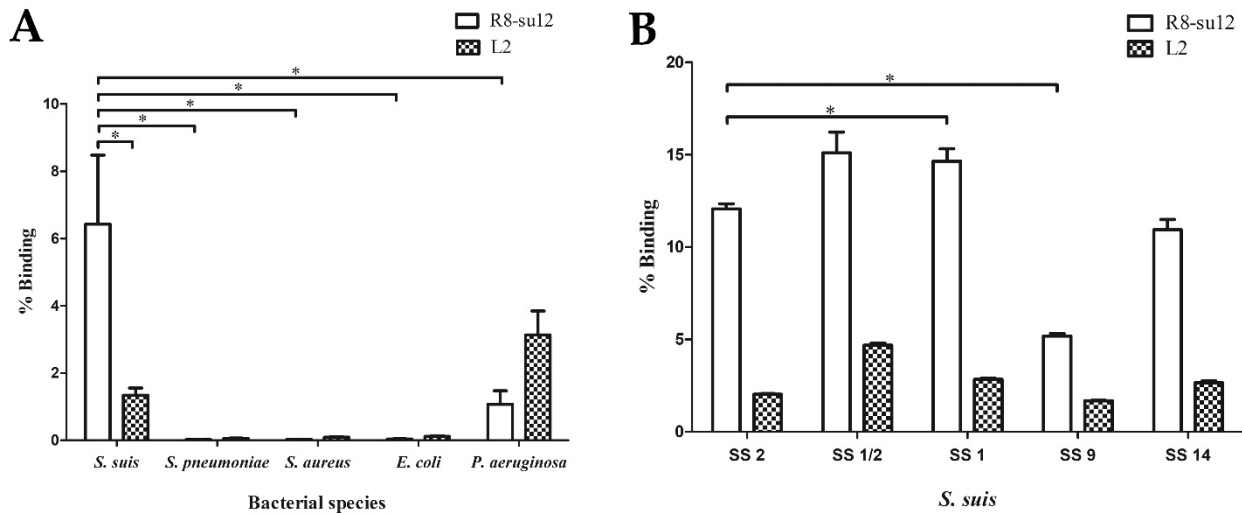 A
R8-su12
L2
*
*
*
*
*
10
8
6
4
2
0
% Binding
S. suis
S. pneumoniae
S. aureus
E. coli
P. aeruginosa
Bacterial species
B
R8-su12
L2
*
*
20
15
10
5
0
% Binding
SS 2
SS 1/2
SS 1
SS 9
SS 14
S. suis